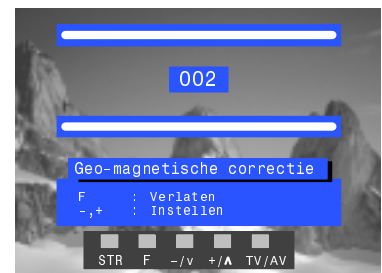 002
Geo-magnetische correctie
F : Verlaten
-,+ : Instellen
STR F -/v +/∧ TV/AV